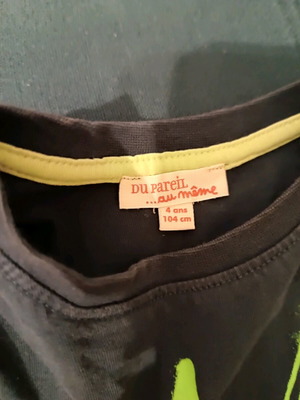 DU PAREIL
...au même
4 ans
104 cm